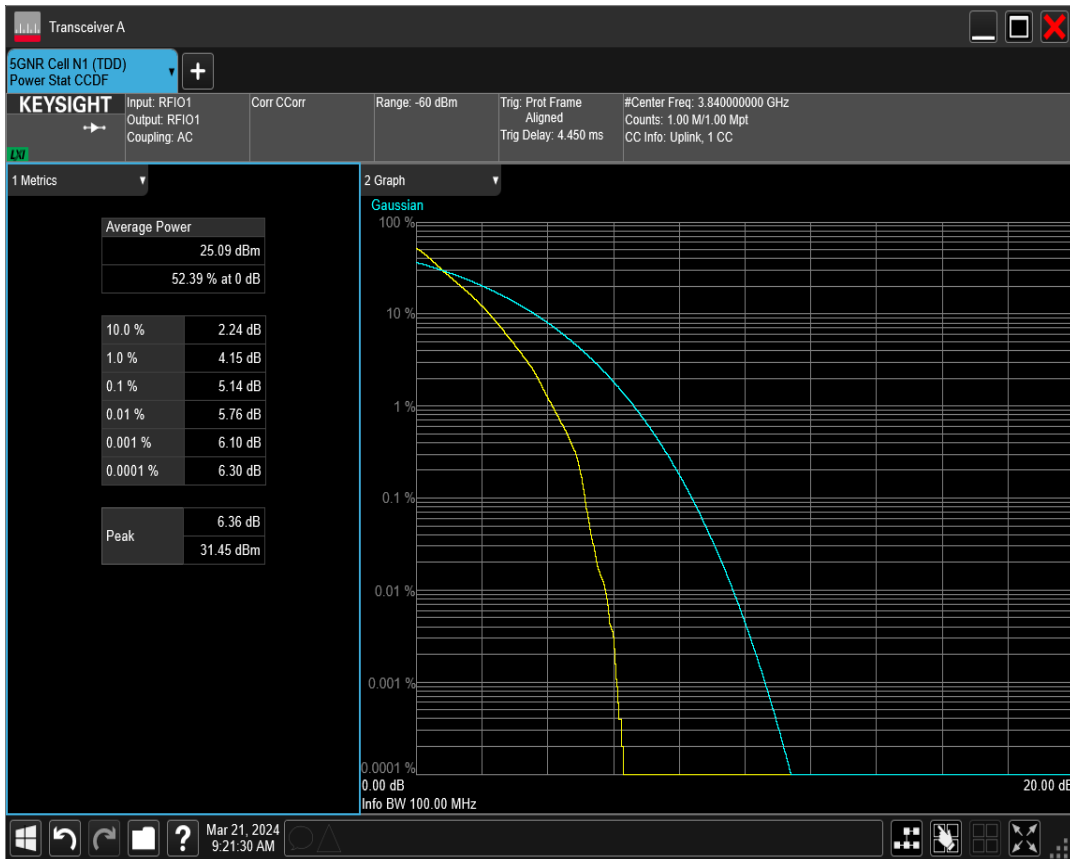 Transceiver A
5GNR Cell N1 (TDD)
Power Stat CCDF
+
KEYSIGHT
LXI
Input: RFIO1
Output: RFIO1
Coupling: AC
Corr CCorr
Range: -60 dBm
Trig: Prot Frame
Aligned
Trig Delay: 4.450 ms
#Center Freq: 3.840000000 GHz
Counts: 1.00 M/1.00 Mpt
CC Info: Uplink, 1 CC
1 Metrics
Average Power
25.09 dBm
52.39 % at 0 dB
10.0 % 2.24 dB
1.0 % 4.15 dB
0.1 % 5.14 dB
0.01 % 5.76 dB
0.001 % 6.10 dB
0.0001 % 6.30 dB
Peak 6.36 dB
31.45 dBm
2 Graph
Gaussian
100 %
10 %
1 %
0.1 %
0.01 %
0.001 %
0.0001 %
0.00 dB 20.00 dB
Info BW 100.00 MHz
?
Mar 21, 2024
9:21:30 AM